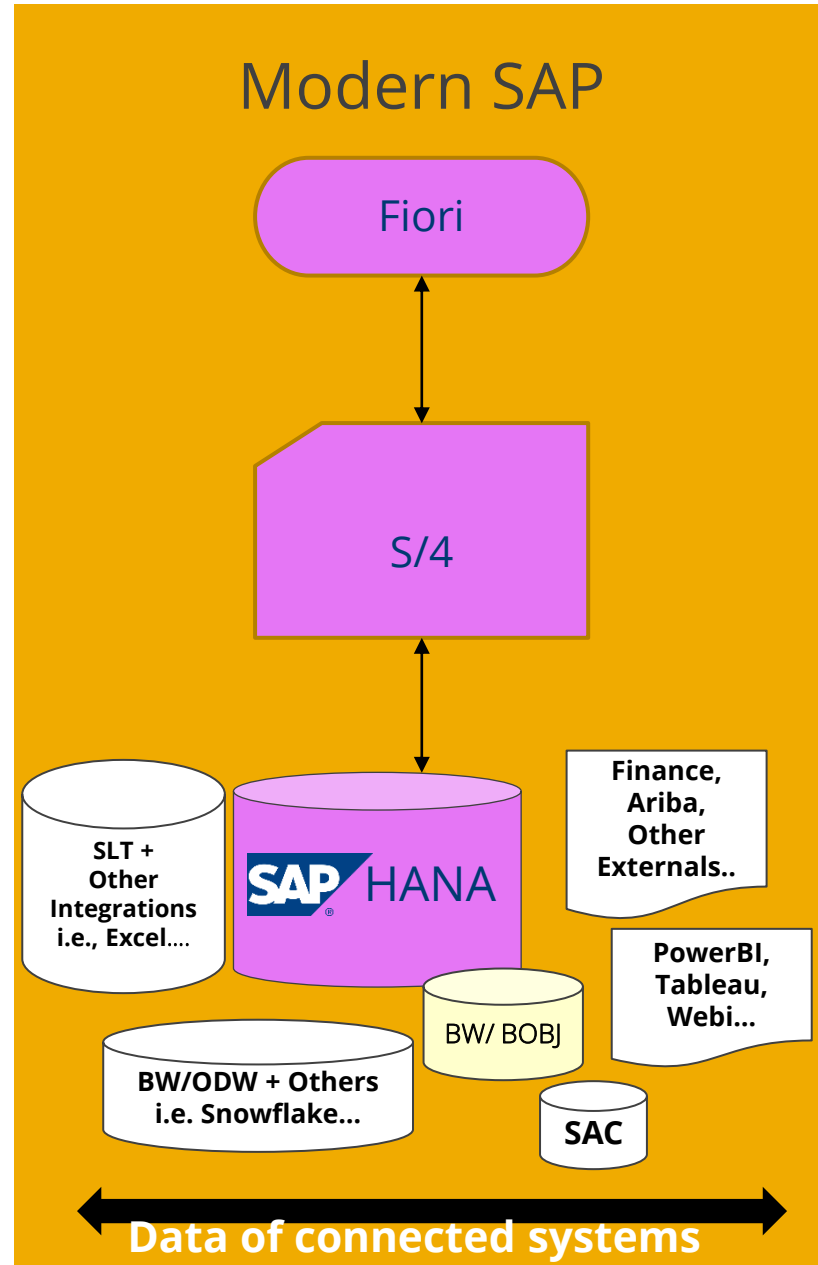 Modern SAP
Fiori
S/4
Finance,
Ariba,
Other
Externals..
SLT +
Other
Integrations
i.e., Excel....
SAP® HANA
PowerBI,
Tableau,
Webi...
BW/ BOBJ
BW/ODW + Others
i.e. Snowflake...
SAC
Data of connected systems